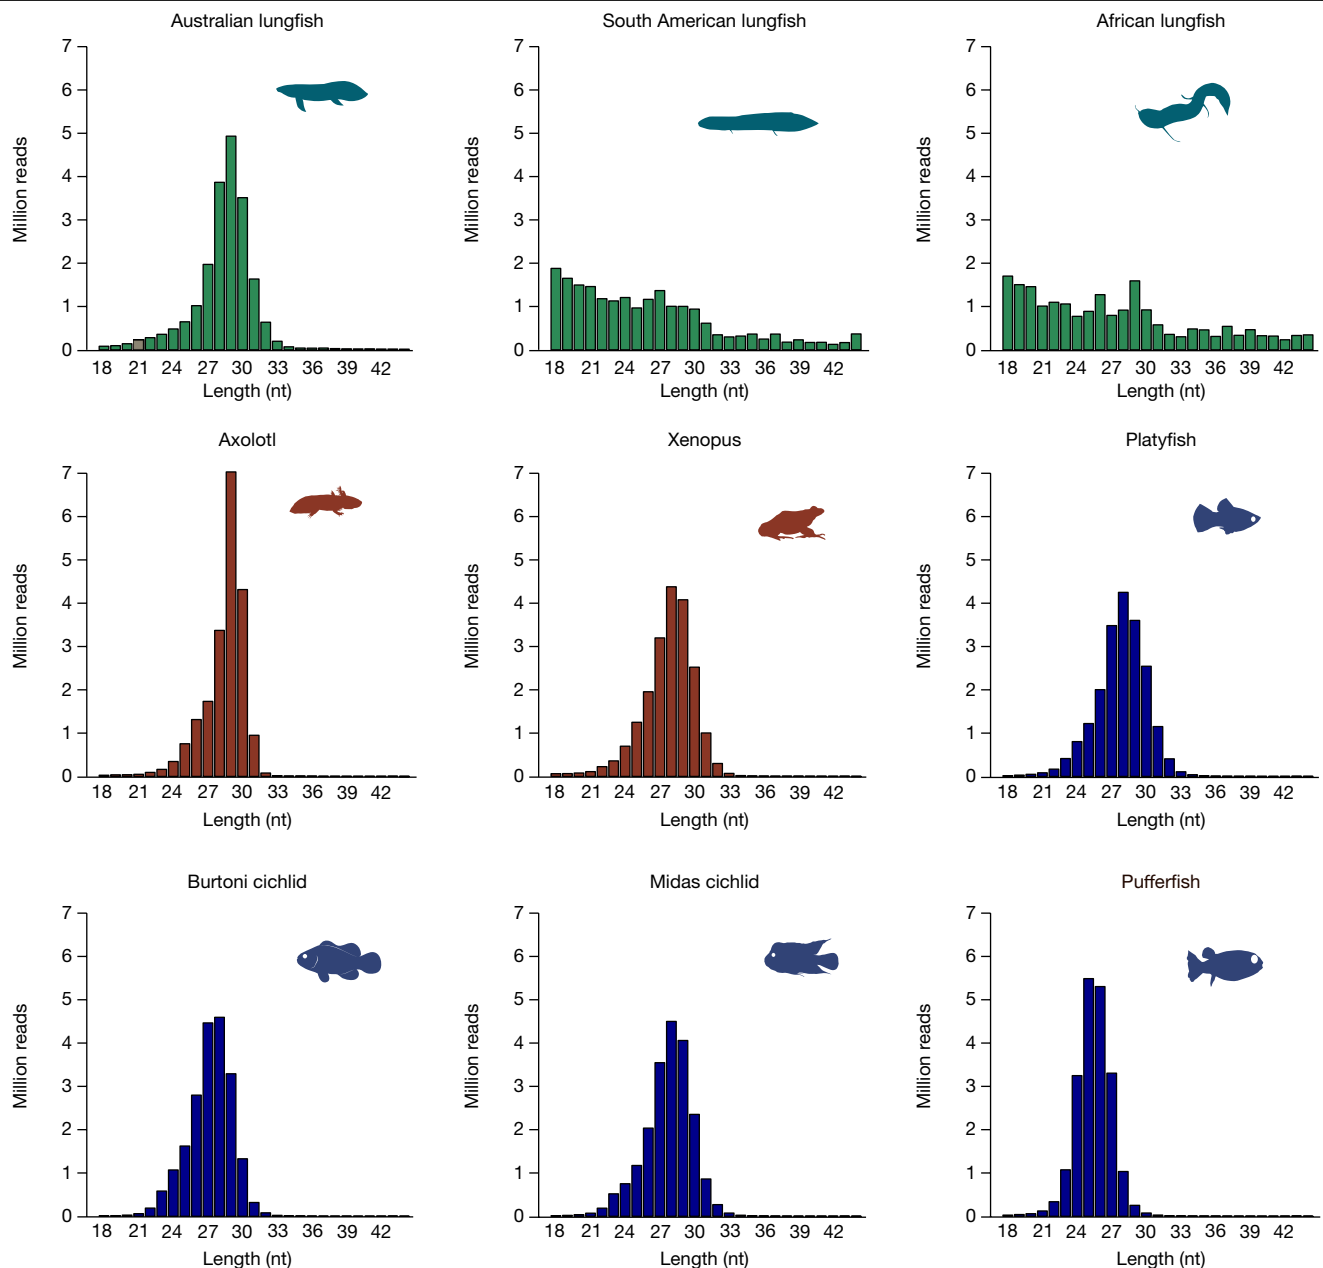 Australian lungfish
South American lungfish
African lungfish
7
6
5
4
3
2
1
0
Million reads
18 21 24 27 30 33 36 39 42
Length (nt)
7
6
5
4
3
2
1
0
Million reads
18 21 24 27 30 33 36 39 42
Length (nt)
7
6
5
4
3
2
1
0
Million reads
18 21 24 27 30 33 36 39 42
Length (nt)
Axolotl
Xenopus
Platyfish
7
6
5
4
3
2
1
0
Million reads
18 21 24 27 30 33 36 39 42
Length (nt)
7
6
5
4
3
2
1
0
Million reads
18 21 24 27 30 33 36 39 42
Length (nt)
7
6
5
4
3
2
1
0
Million reads
18 21 24 27 30 33 36 39 42
Length (nt)
Burtoni cichlid
Midas cichlid
Pufferfish
7
6
5
4
3
2
1
0
Million reads
18 21 24 27 30 33 36 39 42
Length (nt)
7
6
5
4
3
2
1
0
Million reads
18 21 24 27 30 33 36 39 42
Length (nt)
7
6
5
4
3
2
1
0
Million reads
18 21 24 27 30 33 36 39 42
Length (nt)